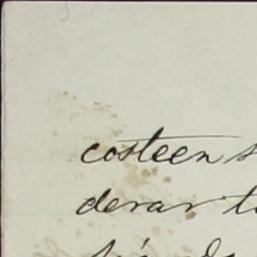 costeen s
derar t